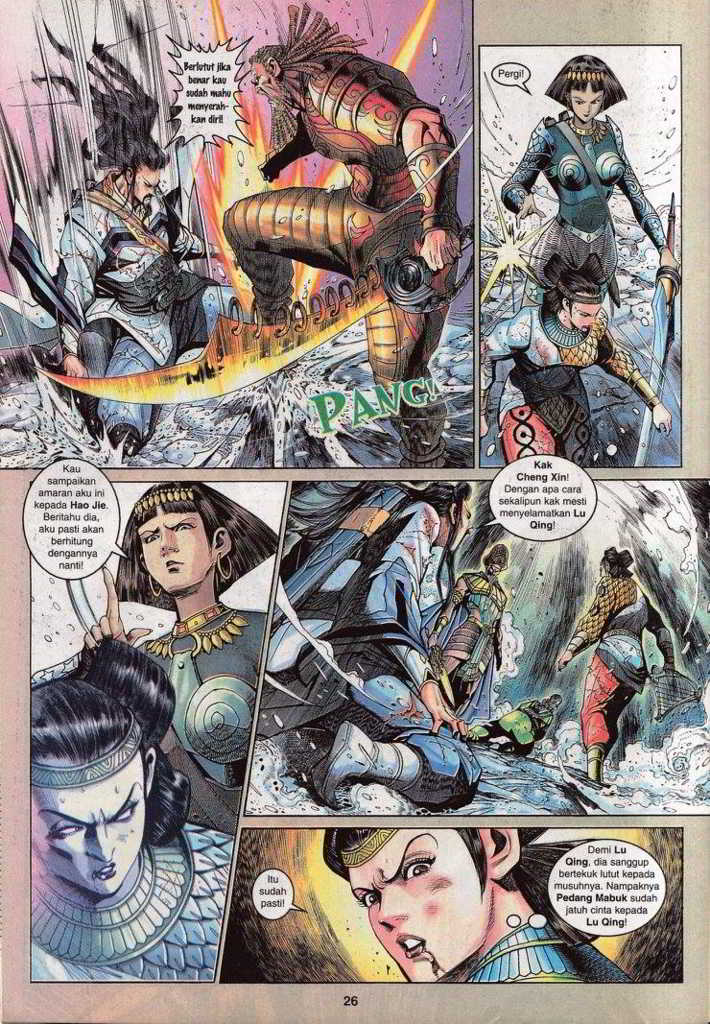 Berlutut jika
benar kau
sudah mahu
menyerah-
kan diri!
Pergi!
PANG!
Kau
sampaikan
amaran aku ini
kepada Hao Jie.
Beritahu dia,
aku pasti akan
berhitung
dengannya
nanti!
Kak
Cheng Xin!
Dengan apa cara
sekalipun kak mesti
menyelamatkan Lu
Qing!
Itu
sudah
pasti!
Demi Lu
Qing, dia sanggup
bertekuk lutut kepada
musuhnya. Nampaknya
Pedang Mabuk sudah
jatuh cinta kepada
Lu Qing!
26